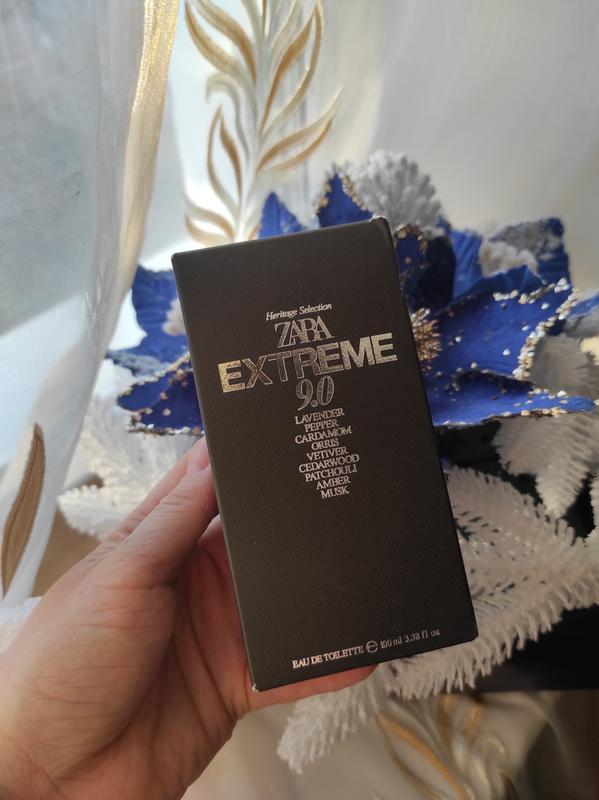 Heritage Selection
ZARA
EXTREME
9.0
LAVENDER
PEPPER
CARDAMOM
ORRIS
VETIVER
CEDARWOOD
PATCHOULI
AMBER
MUSK
EAU DE TOILETTE ℮ 100 ml 3.38 fl oz